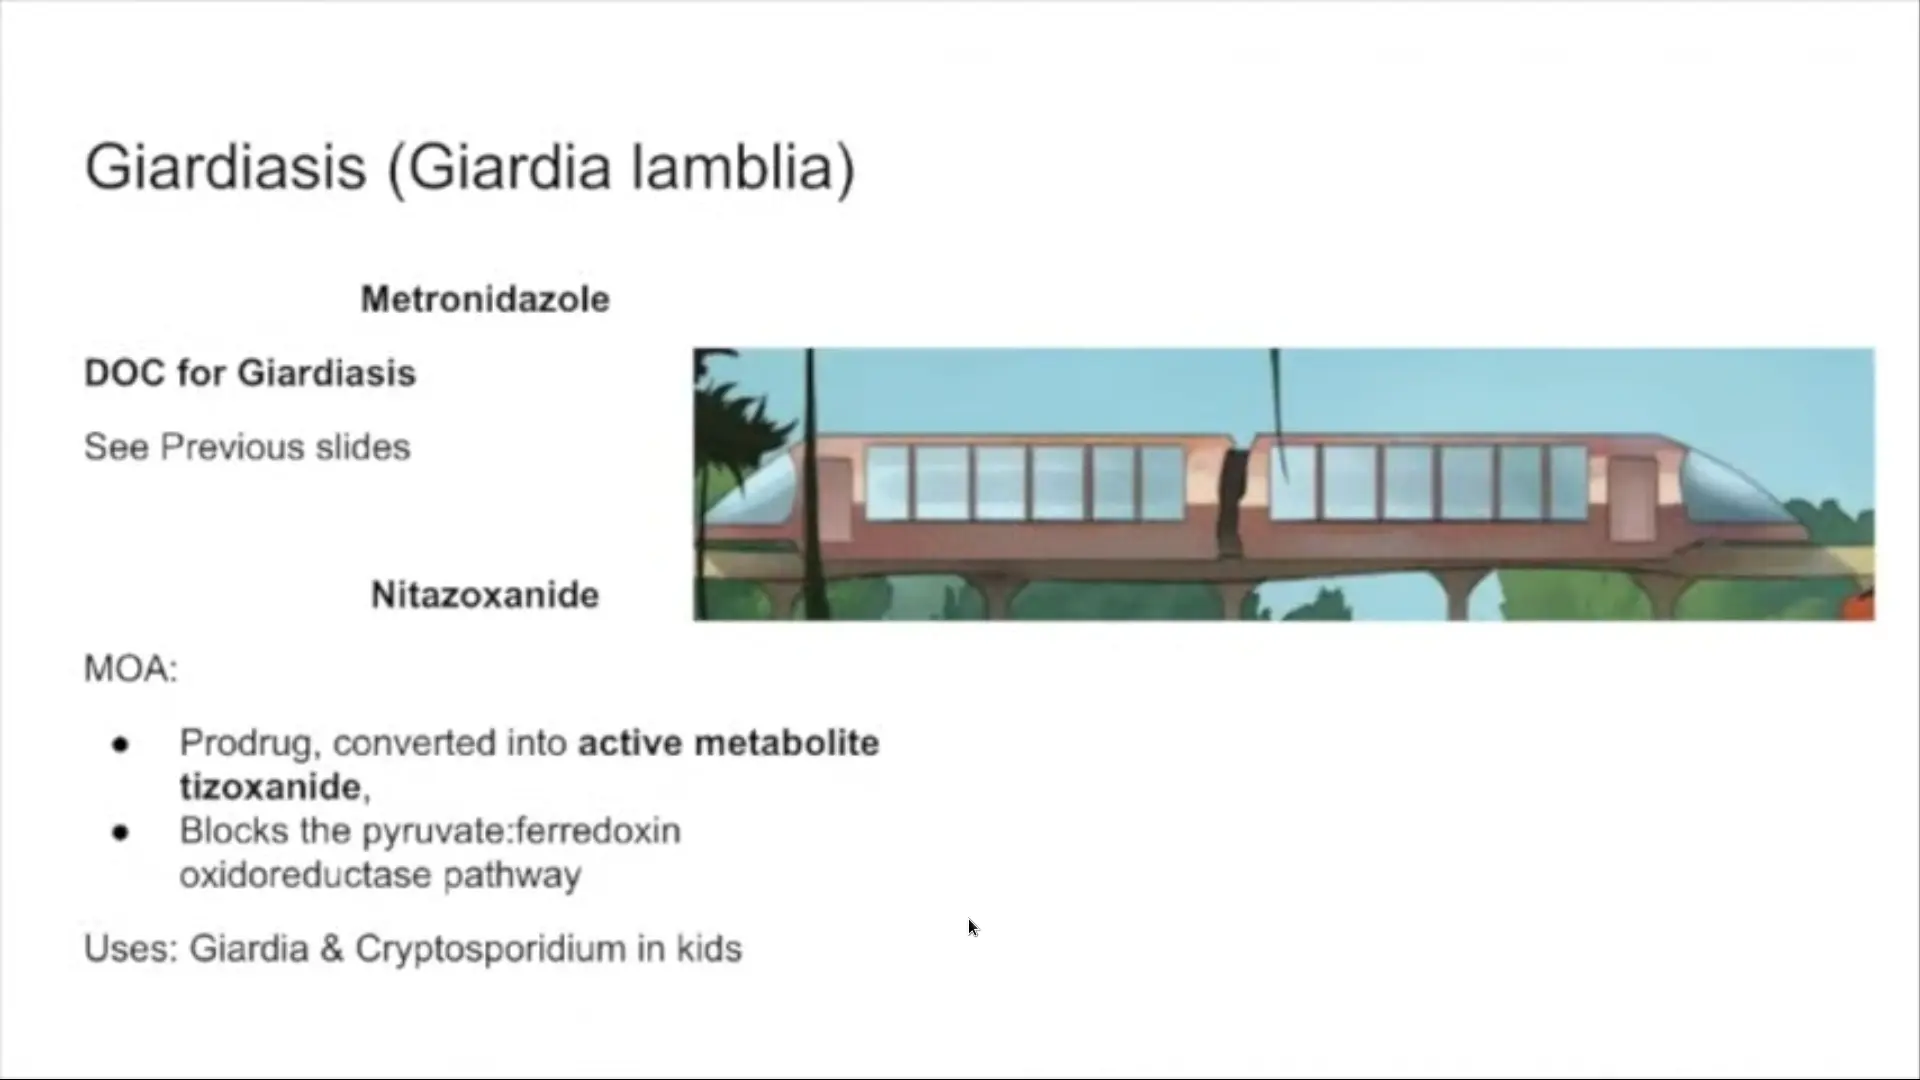 Giardiasis (Giardia lamblia)
Metronidazole
DOC for Giardiasis
See Previous slides
Nitazoxanide
MOA:
● Prodrug, converted into active metabolite
tizoxanide,
● Blocks the pyruvate:ferredoxin
oxidoreductase pathway
Uses: Giardia & Cryptosporidium in kids